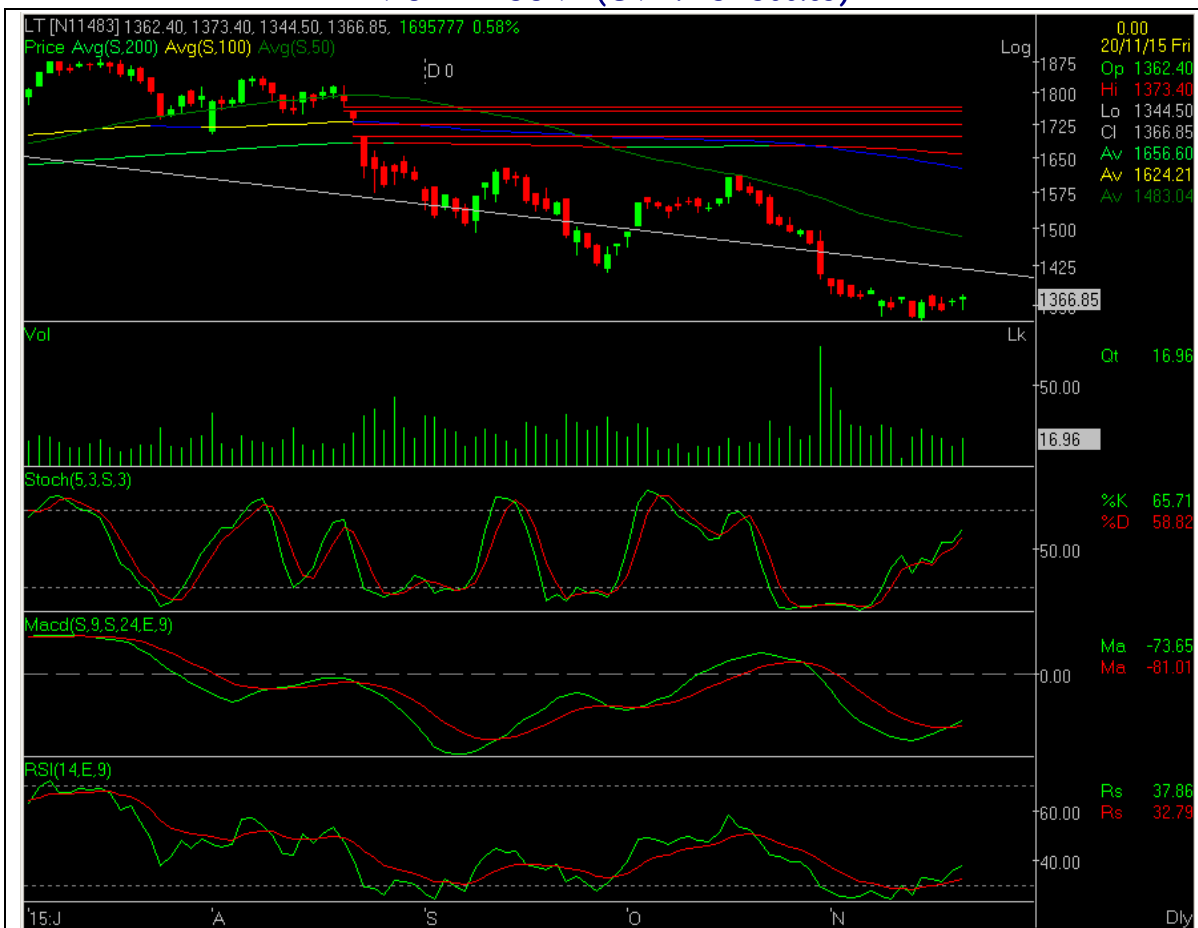 LT [N11483] 1362.40, 1373.40, 1344.50, 1366.85, 1695777 0.58%
Price Avg(S,200) Avg(S,100) Avg(S,50)
Log
D 0
0.00
20/11/15 Fri
Op 1362.40
Hi 1373.40
Lo 1344.50
Cl 1366.85
Av 1656.60
Av 1624.21
Av 1483.04
1875
1800
1725
1650
1575
1500
1425
1366.85
Vol
Lk
Qt 16.96
50.00
16.96
Stoch(5,3,S,3)
%K 65.71
%D 58.82
50.00
Macd(S,9,S,24,E,9)
Ma -73.65
Ma -81.01
0.00
RSI(14,E,9)
Rs 37.86
Rs 32.79
60.00
40.00
'15:J 'A 'S 'O 'N Dly